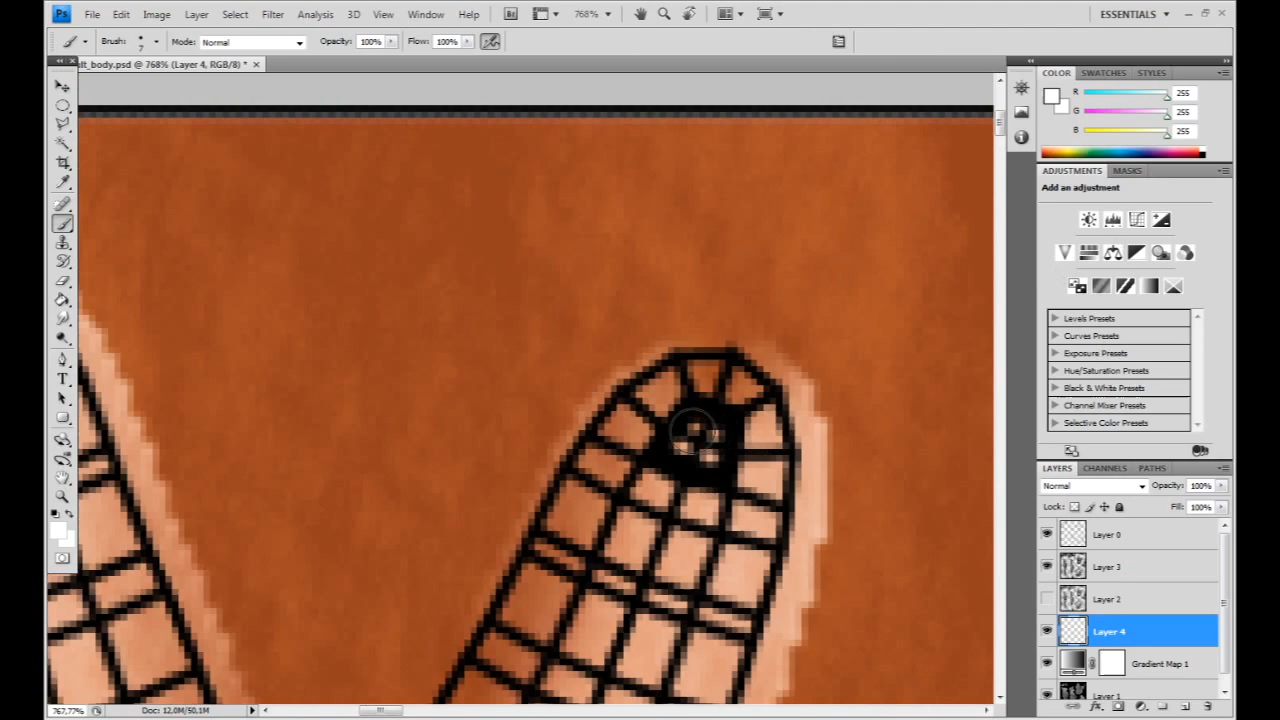 Ps File Edit Image Layer Select Filter Analysis 3D View Window Help Br 768% ESSENTIALS
Brush: 7 Mode: Normal Opacity: 100% Flow: 100%
ft_body.psd @ 768% (Layer 4, RGB/8) *
COLOR SWATCHES STYLES
R 255
G 255
B 255
ADJUSTMENTS MASKS
Add an adjustment
Levels Presets
Curves Presets
Exposure Presets
Hue/Saturation Presets
Black & White Presets
Channel Mixer Presets
Selective Color Presets
LAYERS CHANNELS PATHS
Normal Opacity: 100%
Lock: Fill: 100%
Layer 0
Layer 3
Layer 2
Layer 4
Gradient Map 1
Layer 1
767,77% Doc: 12,0M/50,1M